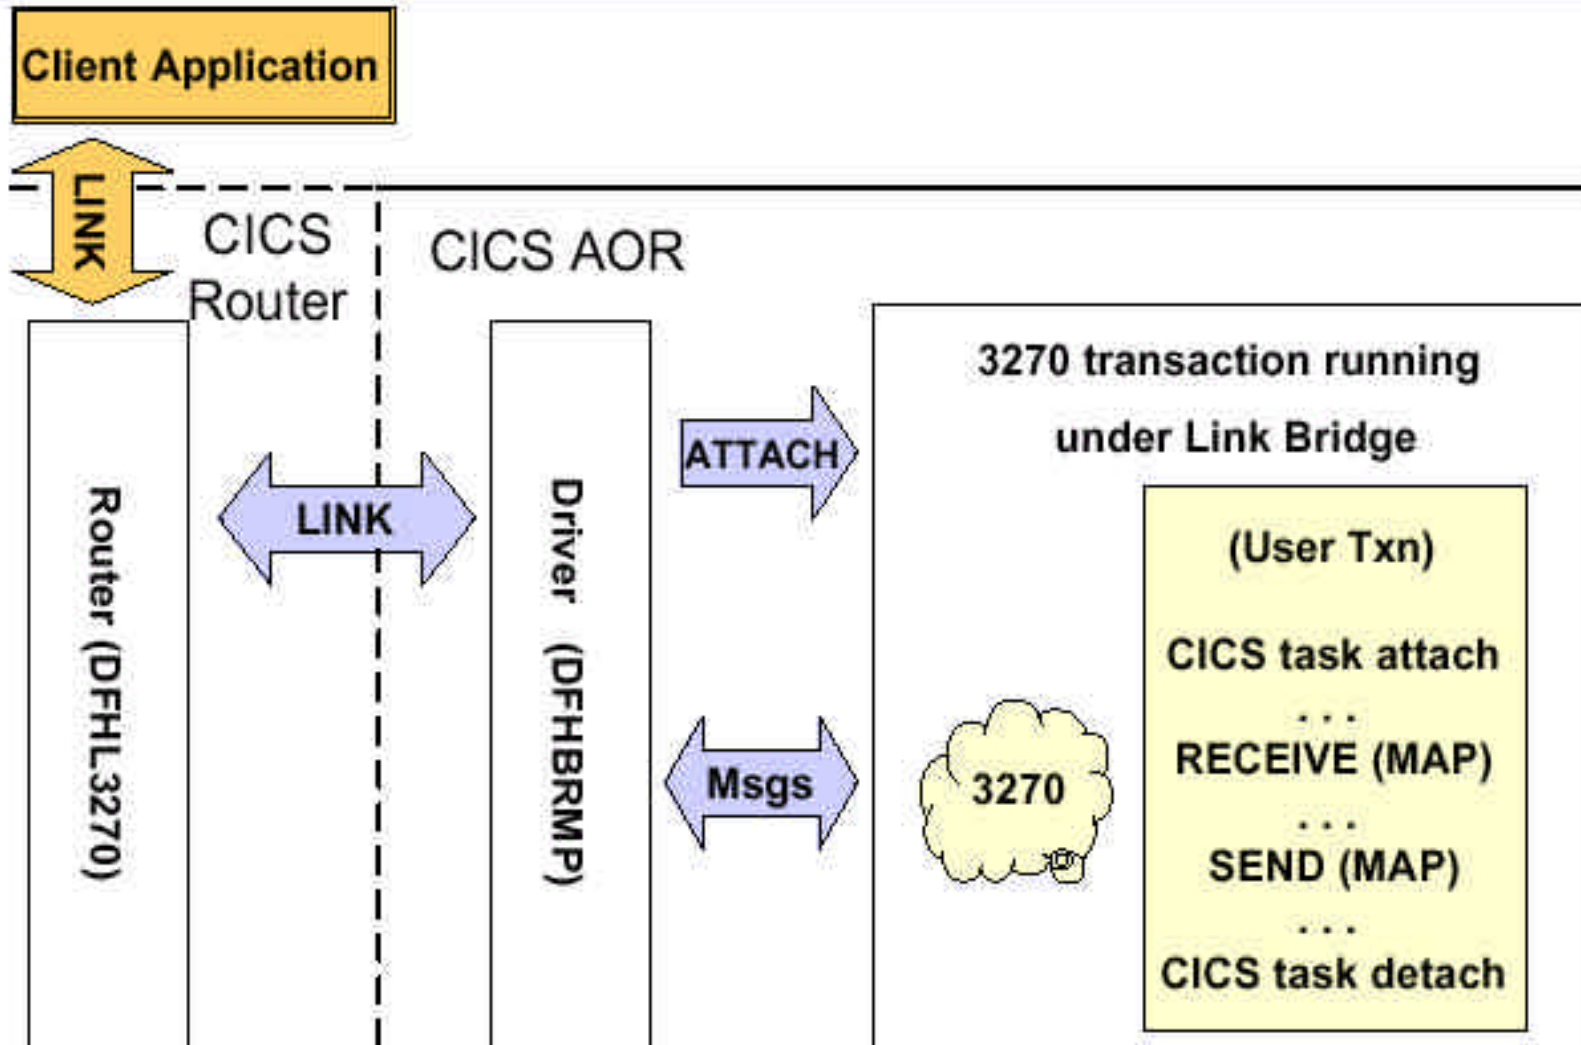 Client Application
LINK
CICS
Router
CICS AOR
Router (DFHL3270)
LINK
Driver (DFHBRMP)
ATTACH
Msgs
3270 transaction running
under Link Bridge
3270
(User Txn)
CICS task attach
. . .
RECEIVE (MAP)
. . .
SEND (MAP)
. . .
CICS task detach